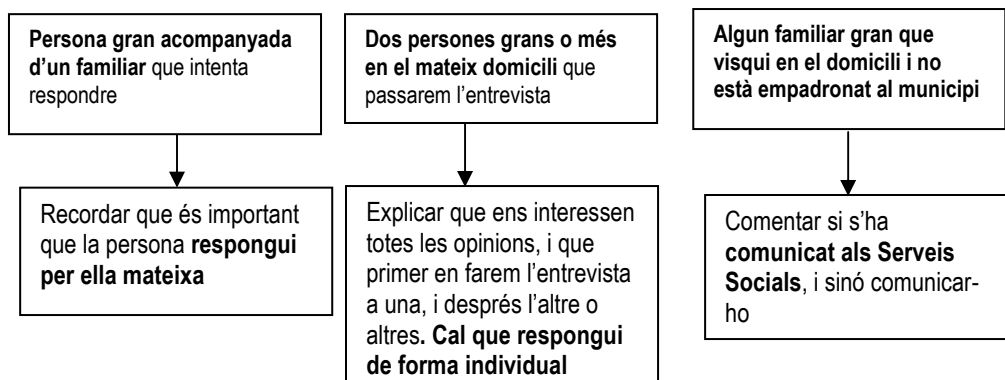 Persona gran acompanyada
d’un familiar que intenta
respondre
Recordar que és important
que la persona respongui
per ella mateixa
Dos persones grans o més
en el mateix domicili que
passarem l’entrevista
Explicar que ens interessen
totes les opinions, i que
primer en farem l’entrevista
a una, i després l’altre o
altres. Cal que respongui
de forma individual
Algun familiar gran que
visqui en el domicili i no
està empadronat al municipi
Comentar si s’ha
comunicat als Serveis
Socials, i sinó comunicar-
ho